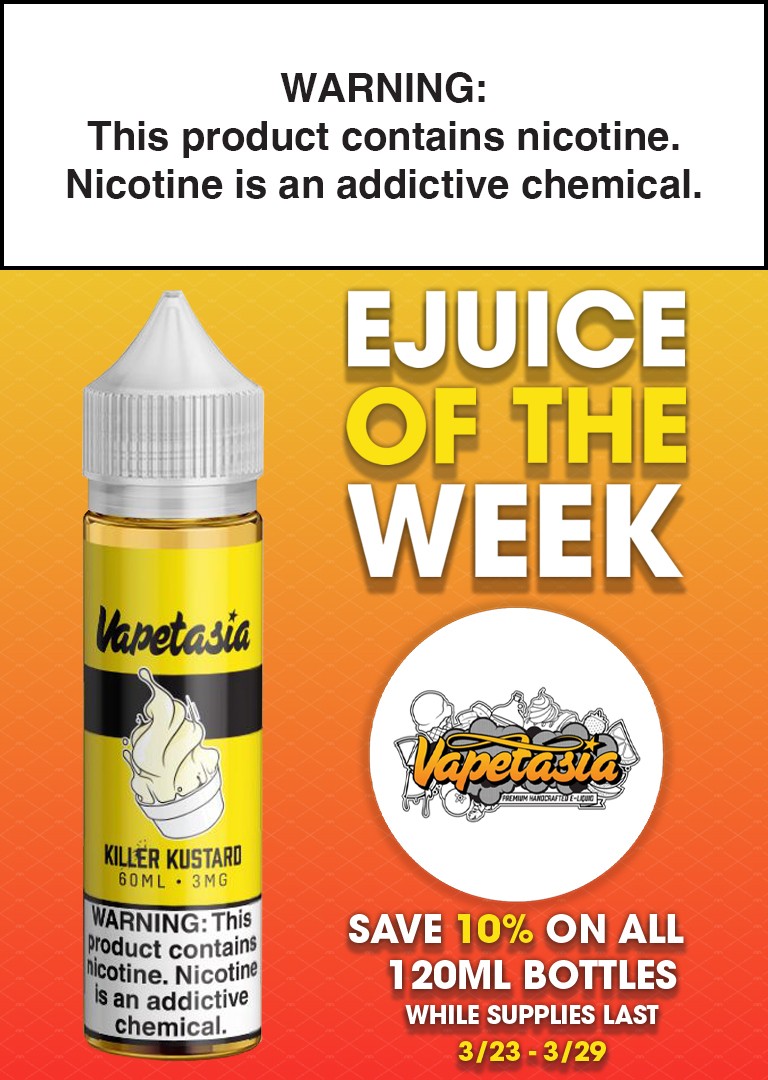 WARNING:
This product contains nicotine.
Nicotine is an addictive chemical.
EJUICE
OF THE
WEEK
Vapetasia
KILLER KUSTARD
60ML • 3MG
WARNING: This
product contains
nicotine. Nicotine
is an addictive
chemical.
Vapetasia
PREMIUM HANDCRAFTED E-LIQUID
SAVE 10% ON ALL
120ML BOTTLES
WHILE SUPPLIES LAST
3/23 - 3/29